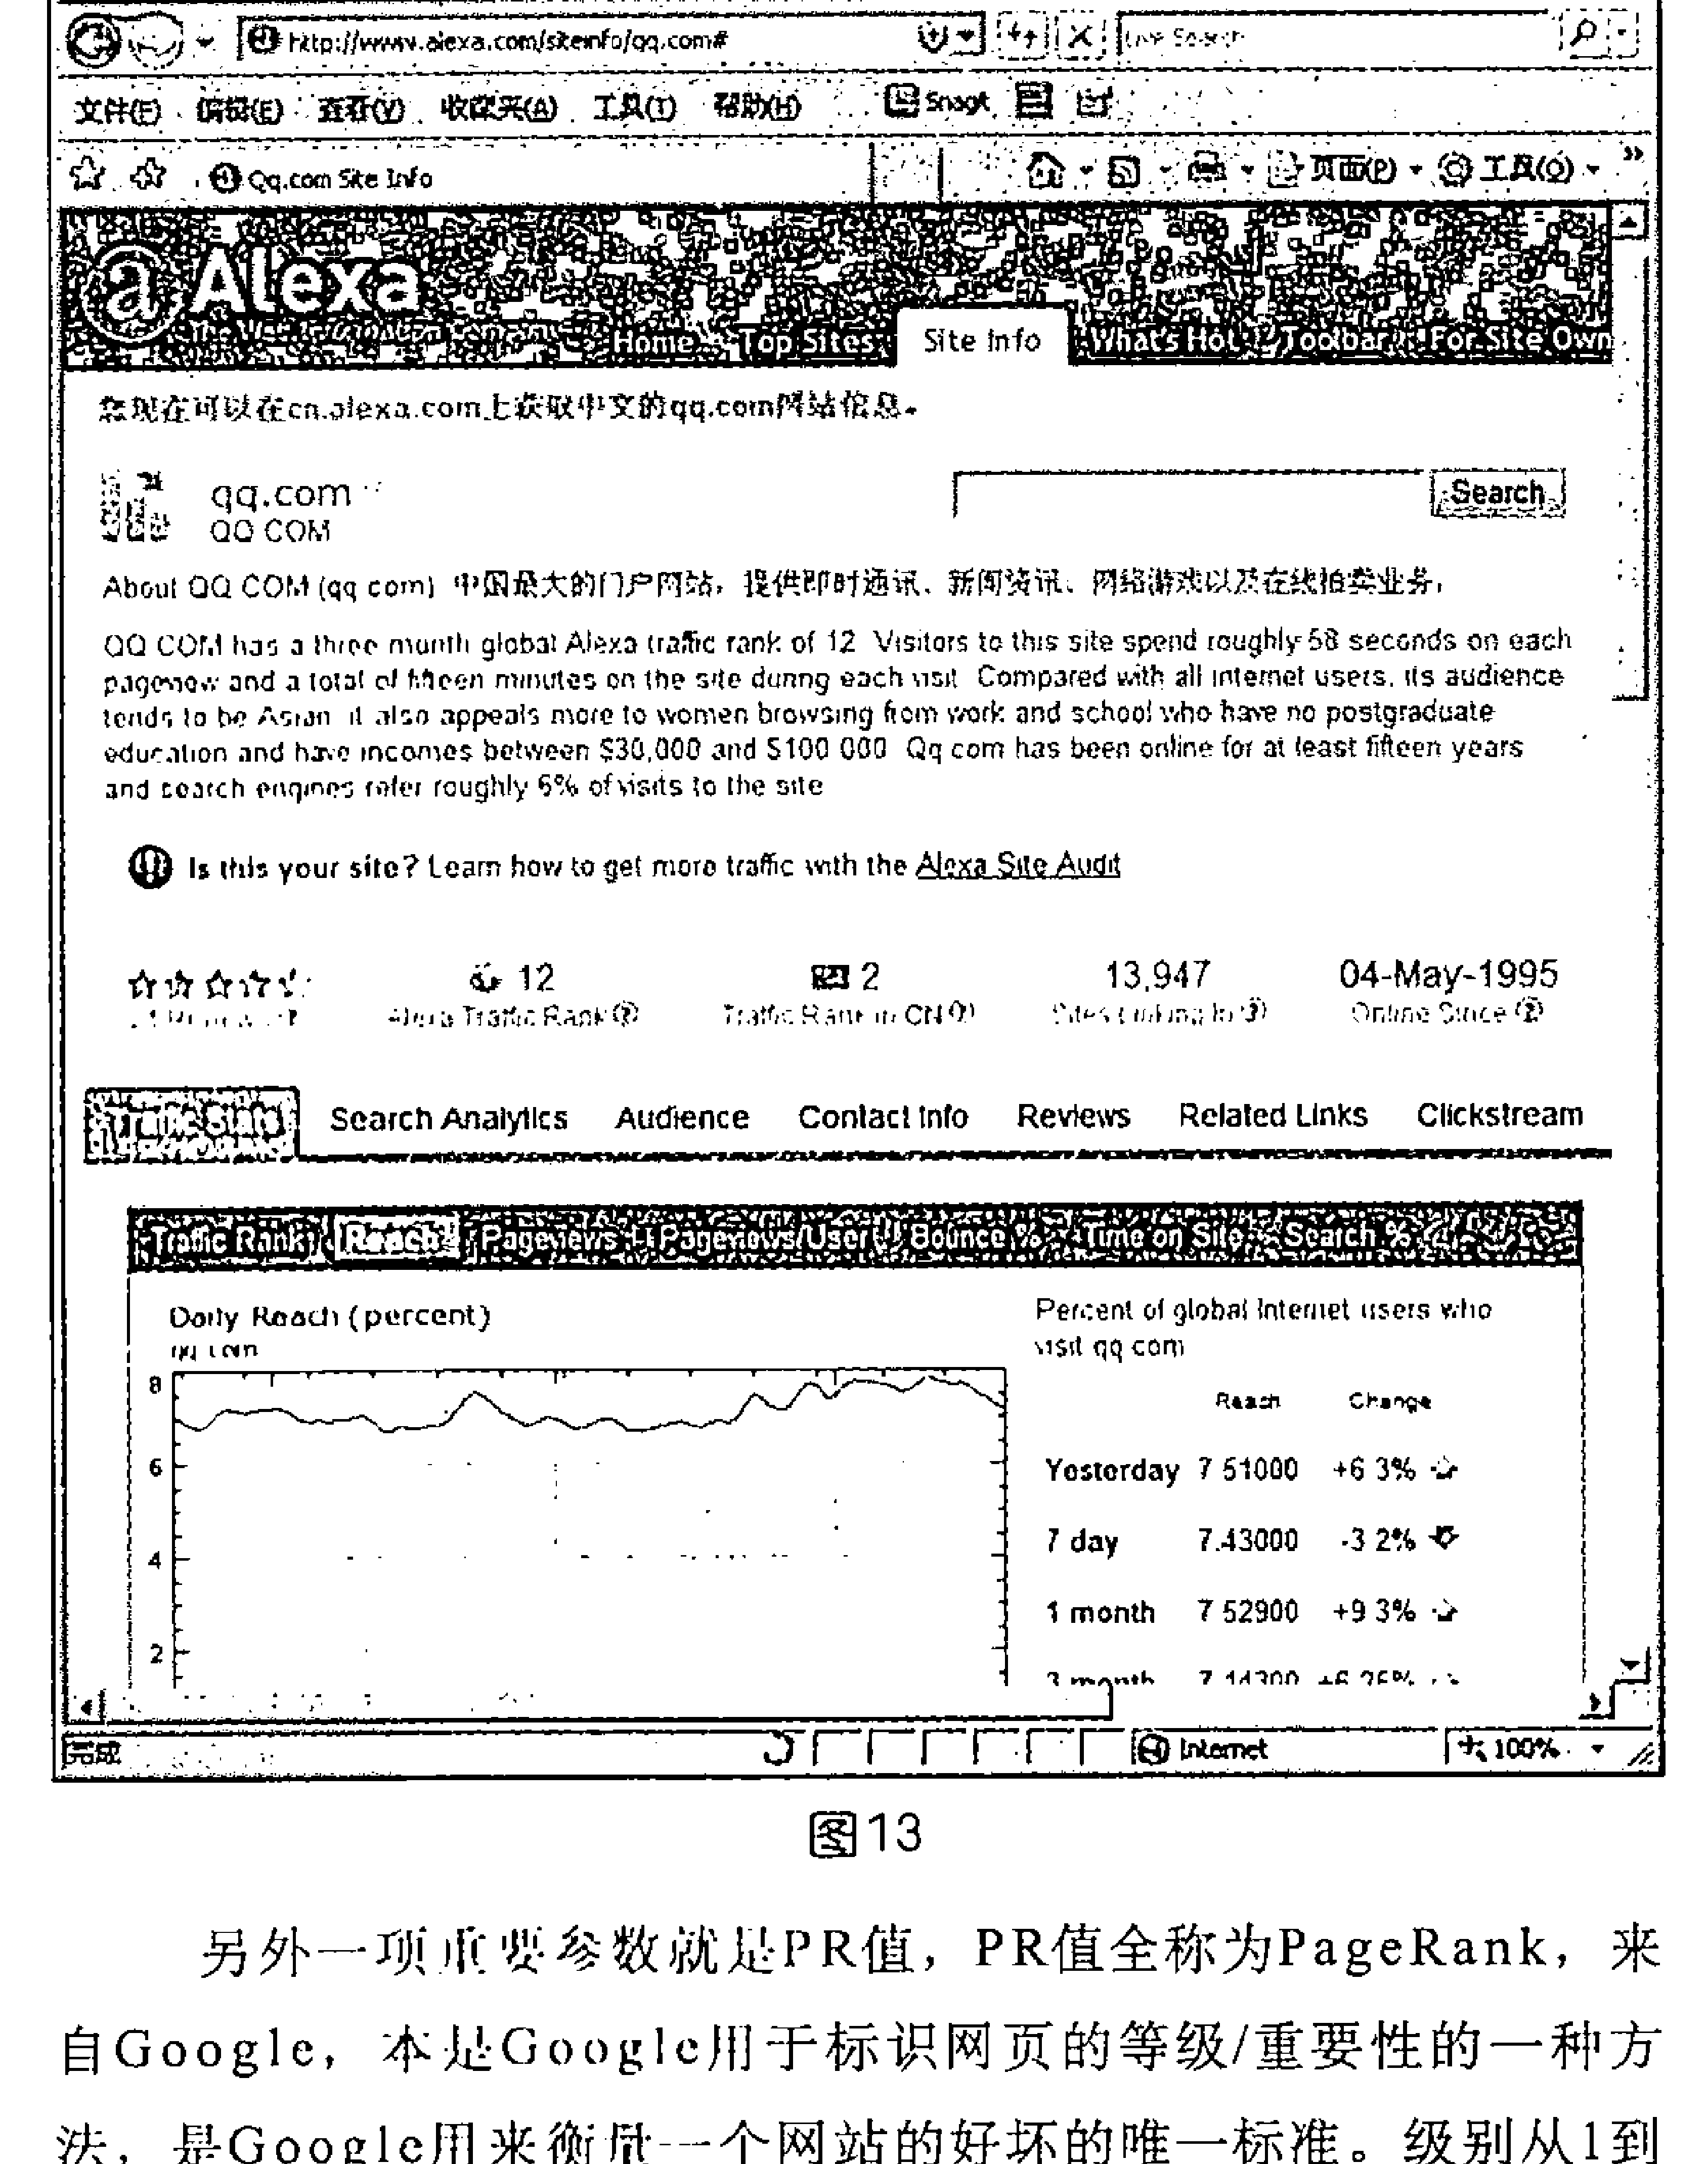 http://www.alexa.com/siteinfo/qq.com#
Live Search
文件(F) 编辑(E) 查看(V) 收藏夹(A) 工具(T) 帮助(H) SnagIt
Qq.com Site Info 页面(P) 工具(O) »
Alexa
The Web Information Company
Home Top Sites Site Info What's Hot Toolbar For Site Own
您现在可以在cn.alexa.com上获取中文的qq.com网站信息。
qq.com
QQ COM Search
About QQ COM (qq com) 中国最大的门户网站，提供即时通讯、新闻资讯、网络游戏以及在线拍卖业务，
QQ COM has a three month global Alexa traffic rank of 12 Visitors to this site spend roughly 58 seconds on each
pageview and a total of fifteen minutes on the site during each visit Compared with all internet users, its audience
tends to be Asian it also appeals more to women browsing from work and school who have no postgraduate
education and have incomes between $30,000 and $100 000 Qq com has been online for at least fifteen years
and search engines refer roughly 6% of visits to the site
Is this your site? Learn how to get more traffic with the Alexa Site Audit
12 2 13,947 04-May-1995
Alexa Traffic Rank Traffic Rank in CN Sites Linking In Online Since
Traffic Stats Search Analytics Audience Contact Info Reviews Related Links Clickstream
Traffic Rank Reach Pageviews Pageviews/User Bounce % Time on Site Search %
Daily Reach (percent)
qq com
8
6
4
2
Percent of global Internet users who
visit qq com
Reach Change
Yesterday 7 51000 +6 3%
7 day 7.43000 -3 2%
1 month 7 52900 +9 3%
3 month 7 14300 +6 26%
完成 Internet 100%
图13
另外一项重要参数就是PR值，PR值全称为PageRank，来
自Google，本是Google用于标识网页的等级/重要性的一种方
法，是Google用来衡量一个网站的好坏的唯一标准。级别从1到